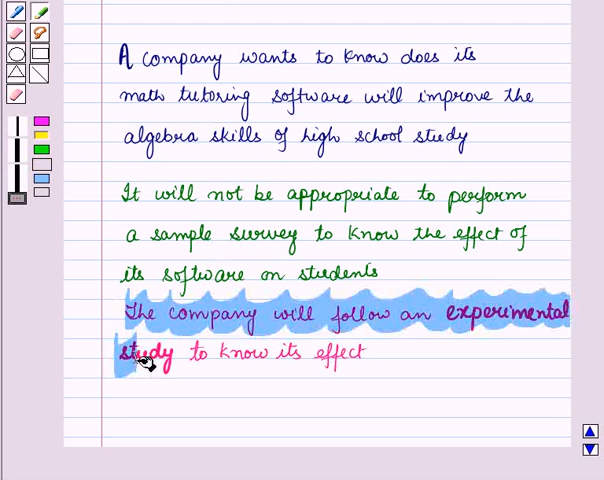 A company wants to know does its
math tutoring software will improve the
algebra skills of high school study
It will not be appropriate to perform
a sample survey to know the effect of
its software on students
The company will follow an experimental
study to know its effect